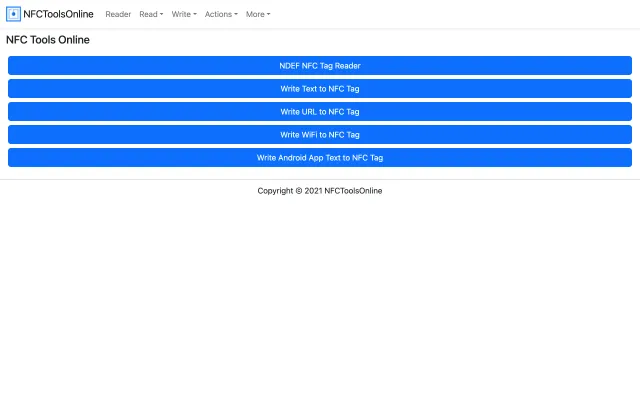 NFCToolsOnline Reader Read Write Actions More
NFC Tools Online
NDEF NFC Tag Reader
Write Text to NFC Tag
Write URL to NFC Tag
Write WiFi to NFC Tag
Write Android App Text to NFC Tag
Copyright © 2021 NFCToolsOnline